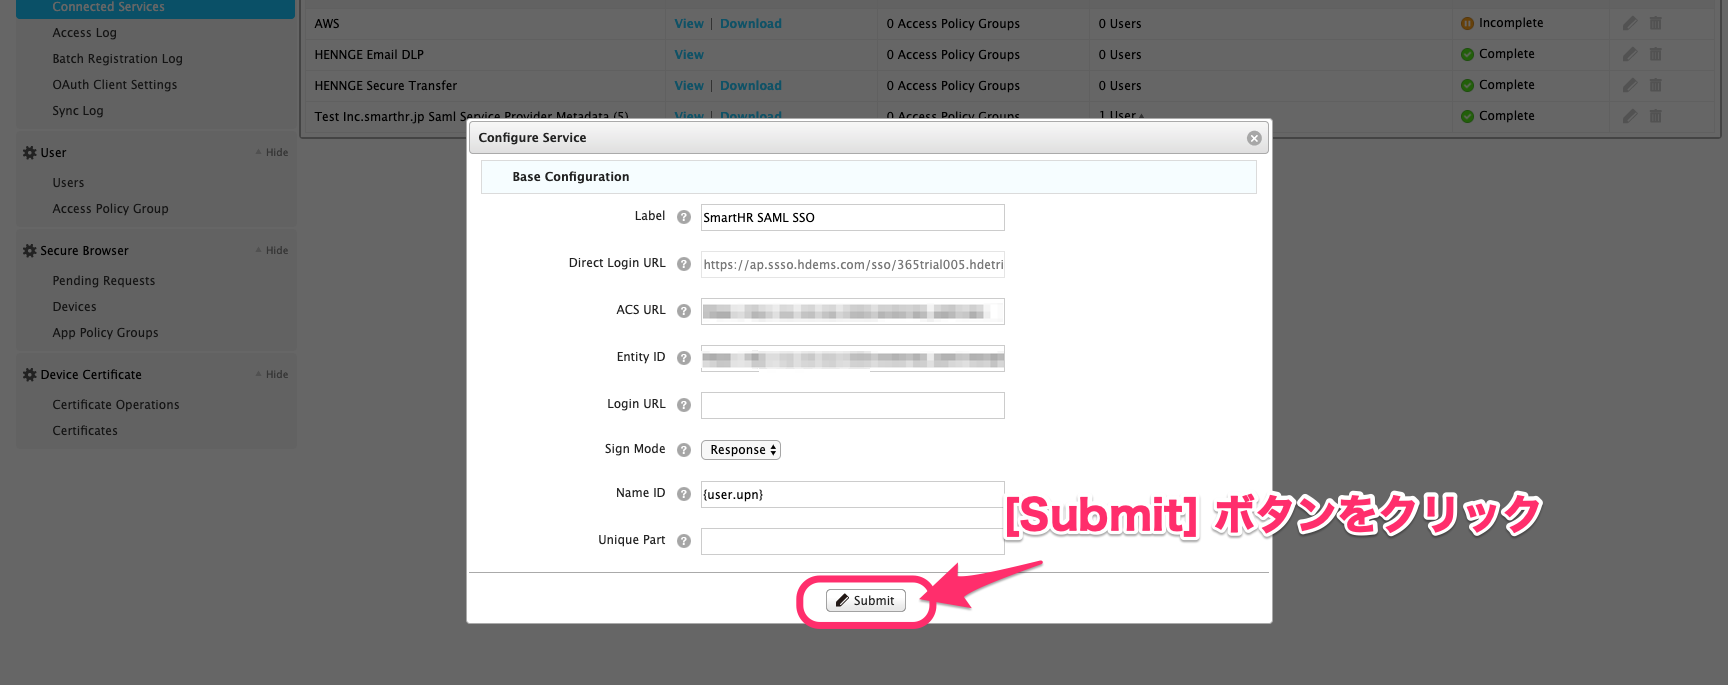 Connected Services
Access Log
Batch Registration Log
OAuth Client Settings
Sync Log
User
Hide
Users
Access Policy Group
Secure Browser
Hide
Pending Requests
Devices
App Policy Groups
Device Certificate
Hide
Certificate Operations
Certificates
AWS View | Download 0 Access Policy Groups 0 Users Incomplete
HENNGE Email DLP View 0 Access Policy Groups 0 Users Complete
HENNGE Secure Transfer View | Download 0 Access Policy Groups 0 Users Complete
Test Inc.smarthr.jp Saml Service Provider Metadata (5) View | Download 0 Access Policy Groups 1 User Complete
Configure Service
Base Configuration
Label ? SmartHR SAML SSO
Direct Login URL ? https://ap.ssso.hdems.com/sso/365trial005.hdetri
ACS URL ?
Entity ID ?
Login URL ?
Sign Mode ? Response
Name ID ? {user.upn}
Unique Part ?
[Submit] ボタンをクリック
Submit